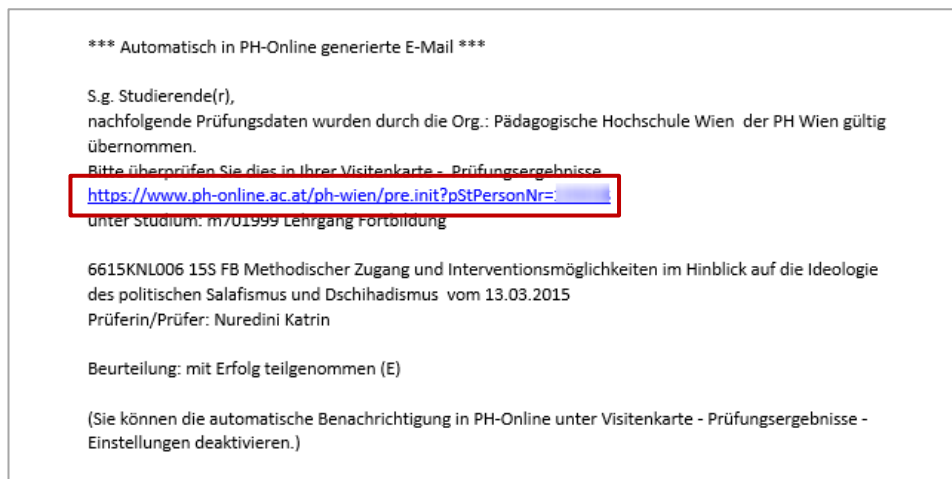 *** Automatisch in PH-Online generierte E-Mail ***
S.g. Studierende(r),
nachfolgende Prüfungsdaten wurden durch die Org.: Pädagogische Hochschule Wien  der PH Wien gültig
übernommen.
Bitte überprüfen Sie dies in Ihrer Visitenkarte -  Prüfungsergebnisse
https://www.ph-online.ac.at/ph-wien/pre.init?pStPersonNr=
unter Studium: m701999 Lehrgang Fortbildung
6615KNL006 15S FB Methodischer Zugang und Interventionsmöglichkeiten im Hinblick auf die Ideologie
des politischen Salafismus und Dschihadismus  vom 13.03.2015
Prüferin/Prüfer: Nuredini Katrin
Beurteilung: mit Erfolg teilgenommen (E)
(Sie können die automatische Benachrichtigung in PH-Online unter Visitenkarte - Prüfungsergebnisse -
Einstellungen deaktivieren.)